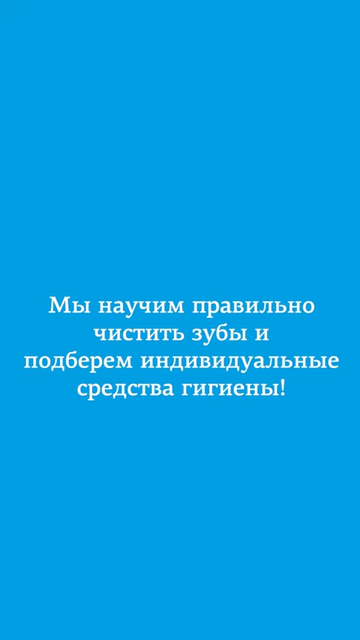 Мы научим правильно
чистить зубы и
подберем индивидуальные
средства гигиены!